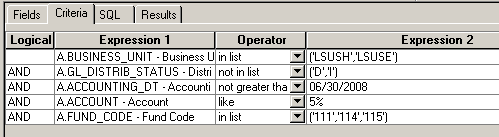 Fields Criteria SQL Results
Logical Expression 1 Operator Expression 2
A.BUSINESS_UNIT - Business U in list ('LSUSH','LSUSE')
AND A.GL_DISTRIB_STATUS - Distri not in list ('D','I')
AND A.ACCOUNTING_DT - Accounti not greater tha 06/30/2008
AND A.ACCOUNT - Account like 5%
AND A.FUND_CODE - Fund Code in list ('111','114','115')